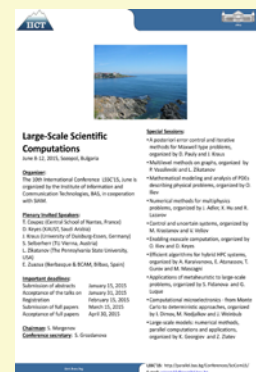 IICT
Large-Scale Scientific
Computations
June 8-12, 2015, Sozopol, Bulgaria
Organizer:
The 10th International Conference LSSC'15, June is
organized by the Institute of Information and
Communication Technologies, BAS, in cooperation
with SIAM
Plenary Invited Speakers:
T. Coupez (Central School of Nantes, France)
D. Keyes (KAUST, Saudi Arabia)
J. Kraus (University of Duisburg-Essen, Germany)
S. Selberherr (TU Vienna, Austria)
L. Zikatanov (The Pennsylvania State University,
USA)
E. Zuazua (Ikerbasque & BCAM, Bilbao, Spain)
Important deadlines:
Submission of abstracts January 15, 2015
Acceptance of the talks on January 31, 2015
Registration February 15, 2015
Submission of full papers March 15, 2015
Acceptance of full papers April 30, 2015
Chairman: S. Margenov
Conference secretary: S. Grozdanova
Special Sessions:
• A posteriori error control and iterative
methods for Maxwell type problems,
organized by D. Pauly and J. Kraus
• Multilevel methods on graphs, organized by
P. Vassilevski and L. Zikatanov
• Mathematical modeling and analysis of PDEs
describing physical problems, organized by O.
Iliev
• Numerical methods for multiphysics
problems, organized by J. Adler, X. Hu and R.
Lazarov
• Control and uncertain systems, organized by
M. Krastanov and V. Veliov
• Enabling exascale computation, organized by
O. Iliev and D. Keyes
• Efficient algorithms for hybrid HPC systems,
organized by A. Karaivanova, E. Atanassov, T.
Gurov and M. Mascagni
• Applications of metaheuristics to large-scale
problems, organized by S. Fidanova and G.
Luque
• Computational microelectronics - from Monte
Carlo to deterministic approaches, organized
by I. Dimov, M. Nedjalkov and J. Weinbub
• Large-scale models: numerical methods,
parallel computations and applications,
organized by K. Georgiev and Z. Zlatev